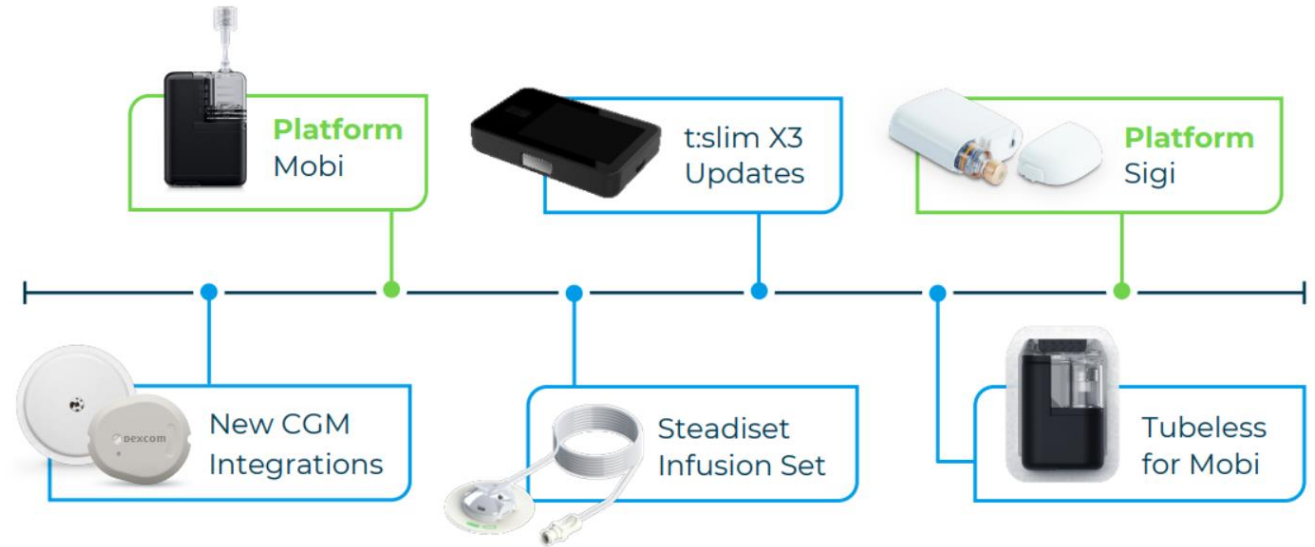 Platform
Mobi
t:slim X3
Updates
Platform
Sigi
Dexcom
New CGM
Integrations
Steadiset
Infusion Set
Tubeless
for Mobi